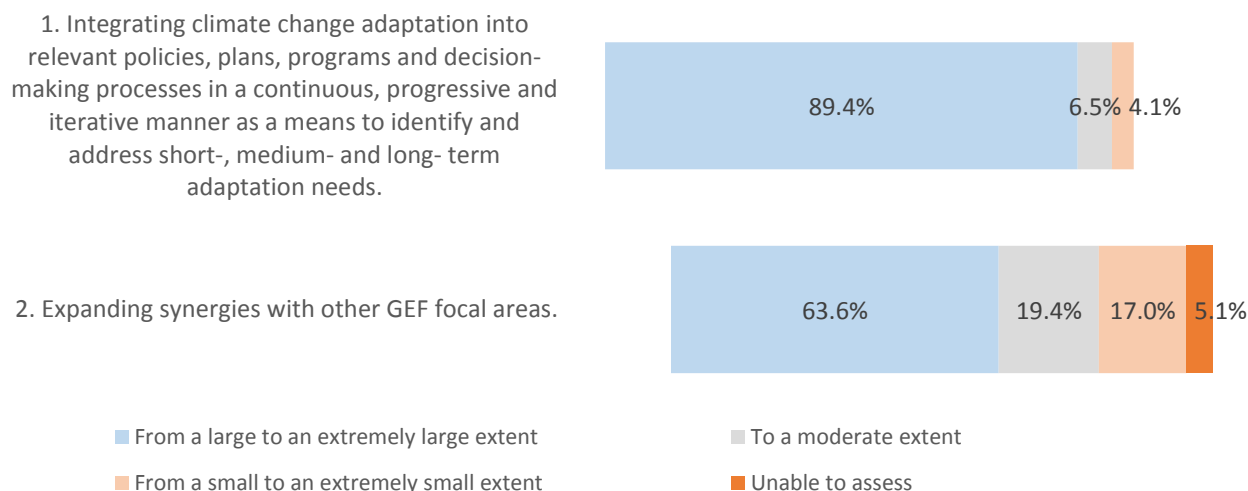 1. Integrating climate change adaptation into
relevant policies, plans, programs and decision-
making processes in a continuous, progressive and
iterative manner as a means to identify and
address short-, medium- and long- term
adaptation needs.
89.4%
6.5%
4.1%
2. Expanding synergies with other GEF focal areas.
63.6%
19.4%
17.0%
5.1%
From a large to an extremely large extent
To a moderate extent
From a small to an extremely small extent
Unable to assess